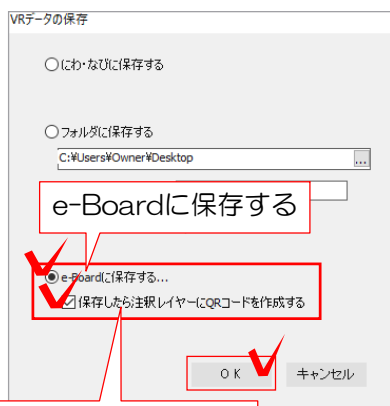 VRデータの保存
にわ・なびに保存する
フォルダに保存する
C:¥Users¥Owner¥Desktop
...
e-Boardに保存する
e-Boardに保存する...
保存したら注釈レイヤーにQRコードを作成する
OK
キャンセル